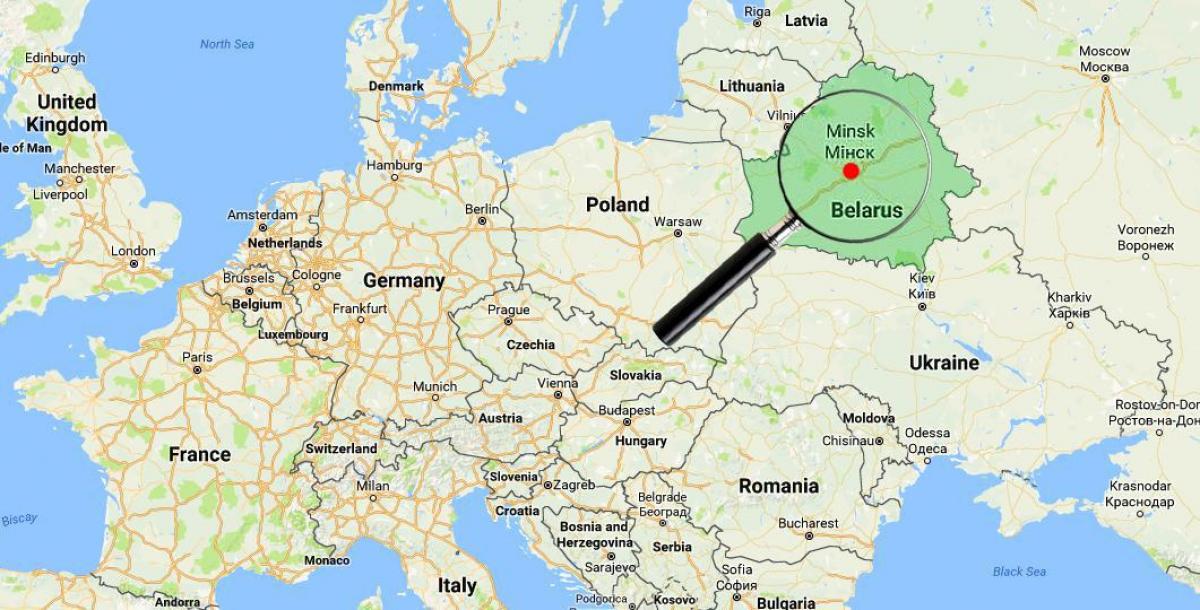 Riga
Latvia
North Sea
Moscow
Москва
Edinburgh
Denmark
Lithuania
United
Kingdom
Vilnius
Minsk
Мінск
le of Man
Manchester
Liverpool
Hamburg
Poland
Belarus
Berlin
Warsaw
Amsterdam
Netherlands
Voronezh
Воронеж
London
Brussels
Cologne
Germany
Belgium
Kiev
Київ
Frankfurt
Prague
Kharkiv
Харків
Luxembourg
Czechia
Paris
Ukraine
Slovakia
Munich
Vienna
Austria
Budapest
Moldova
Rostov-on-Don
Ростов-на-Дон
Hungary
Chisinau
Odessa
Одеса
Switzerland
France
Slovenia
Zagreb
Milan
Romania
Krasnodar
Краснодар
Croatia
Belgrade
Београд
Biscay
Bosnia and
Herzegovina
Bucharest
Serbia
Monaco
Sarajevo
Sofia
София
Black Sea
Italy
Andorra
Podgorica
Kosovo
Bulgaria